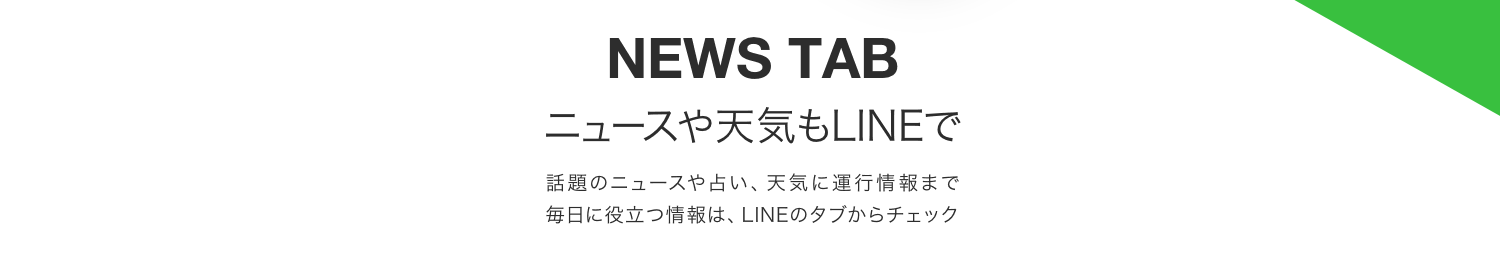 NEWS TAB
ニュースや天気もLINEで
話題のニュースや占い、天気に運行情報まで
毎日に役立つ情報は、LINEのタブからチェック